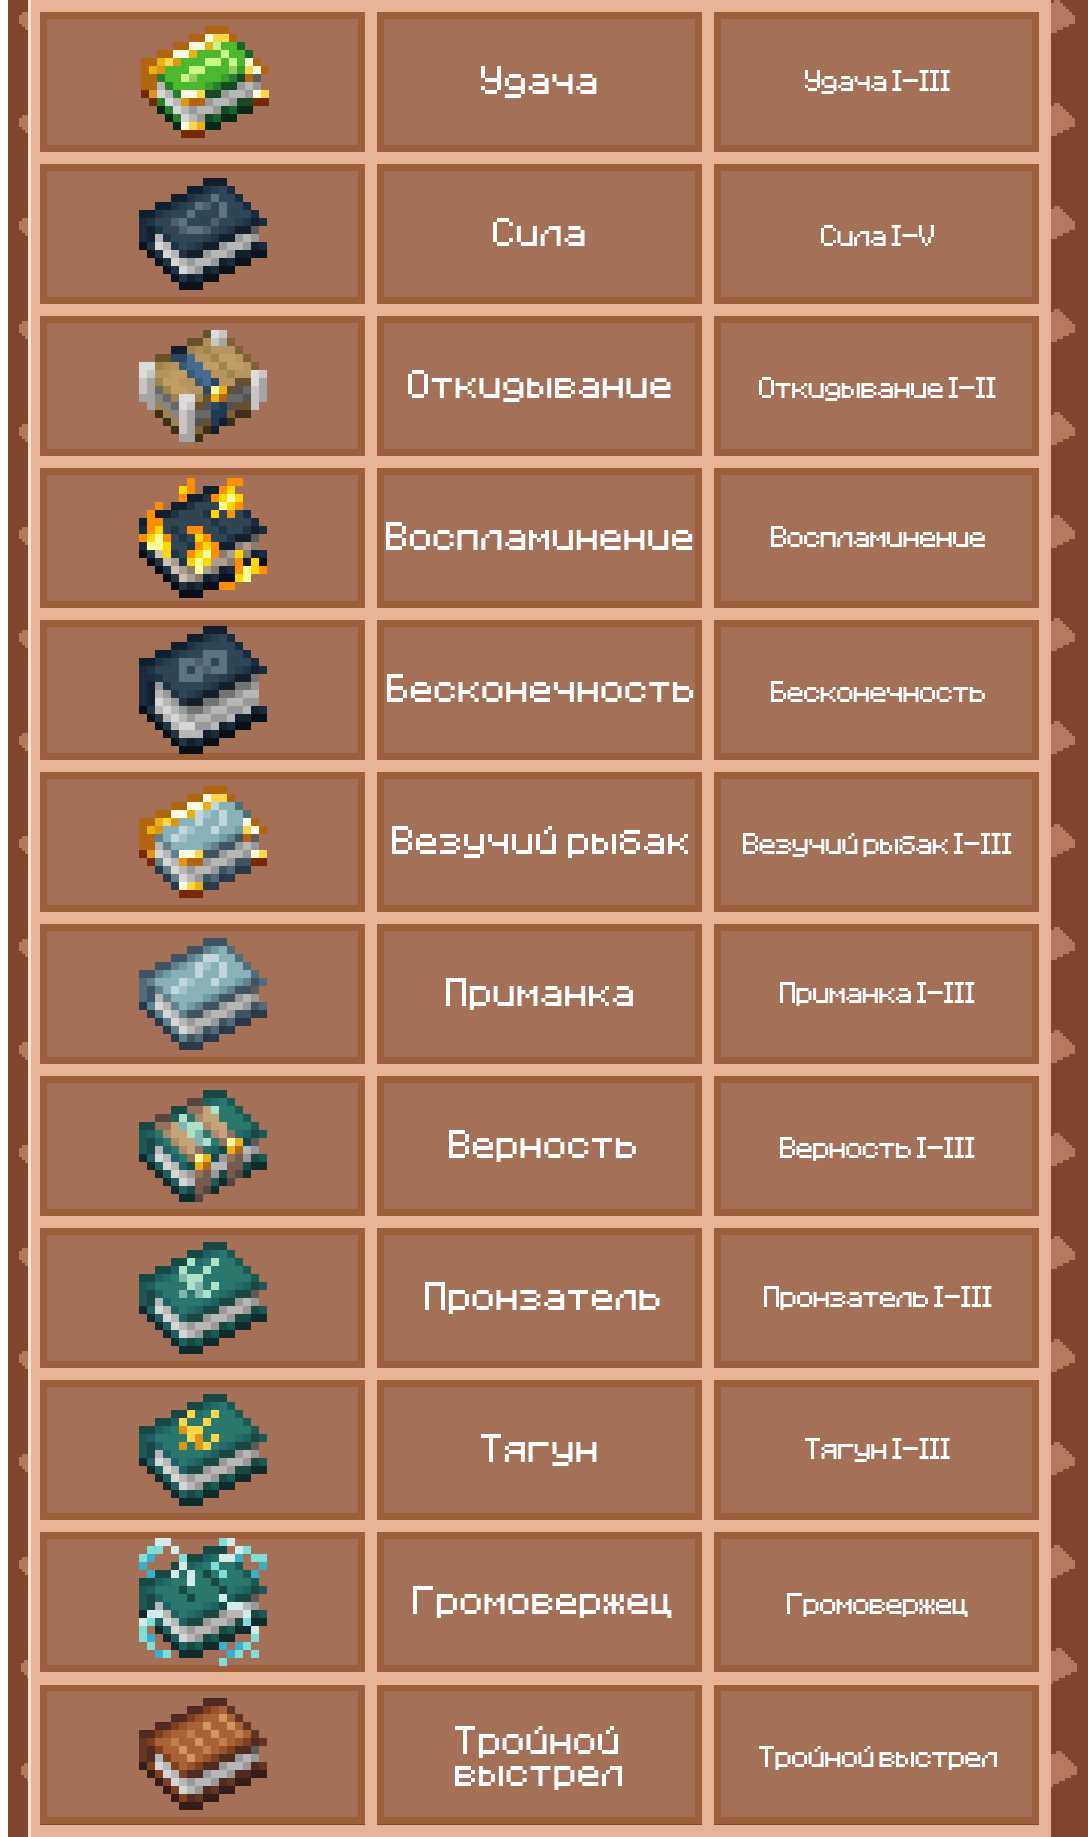 Удача
Удача I-III
Сила
Сила I-V
Откидывание
Откидывание I-II
Воспламинение
Воспламинение
Бесконечность
Бесконечность
Везучий рыбак
Везучий рыбак I-III
Приманка
Приманка I-III
Верность
Верность I-III
Пронзатель
Пронзатель I-III
Тягун
Тягун I-III
Громовержец
Громовержец
Тройной
выстрел
Тройной выстрел